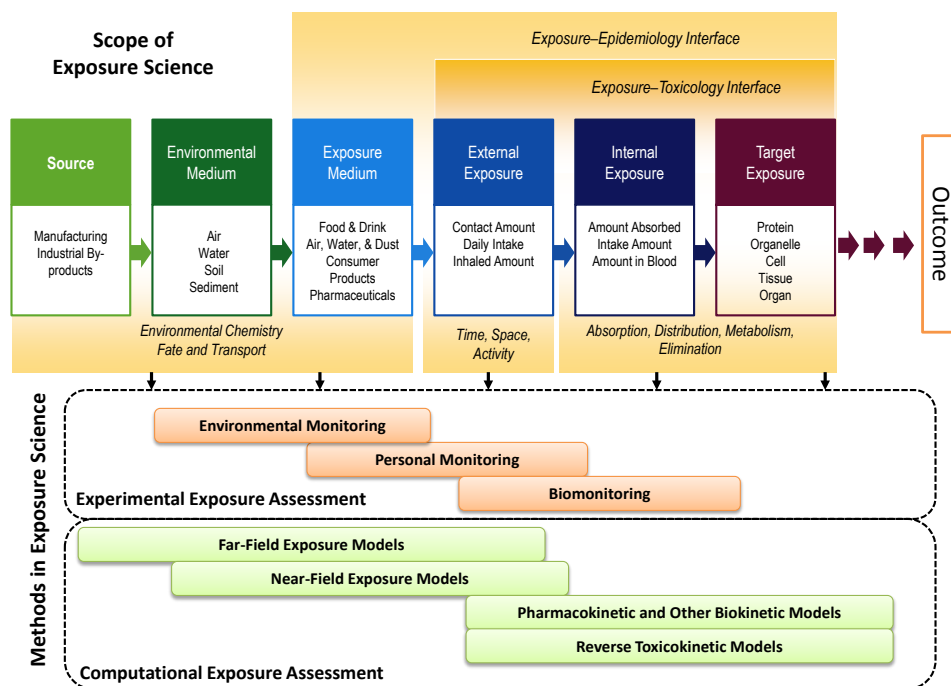 Scope of
Exposure Science
Exposure–Epidemiology Interface
Exposure–Toxicology Interface
Source
Manufacturing
Industrial By-
products
Environmental
Medium
Air
Water
Soil
Sediment
Exposure
Medium
Food & Drink
Air, Water, & Dust
Consumer
Products
Pharmaceuticals
External
Exposure
Contact Amount
Daily Intake
Inhaled Amount
Internal
Exposure
Amount Absorbed
Intake Amount
Amount in Blood
Target
Exposure
Protein
Organelle
Cell
Tissue
Organ
Outcome
Environmental Chemistry
Fate and Transport
Time, Space,
Activity
Absorption, Distribution, Metabolism,
Elimination
Methods in Exposure Science
Environmental Monitoring
Personal Monitoring
Biomonitoring
Experimental Exposure Assessment
Far-Field Exposure Models
Near-Field Exposure Models
Pharmacokinetic and Other Biokinetic Models
Reverse Toxicokinetic Models
Computational Exposure Assessment